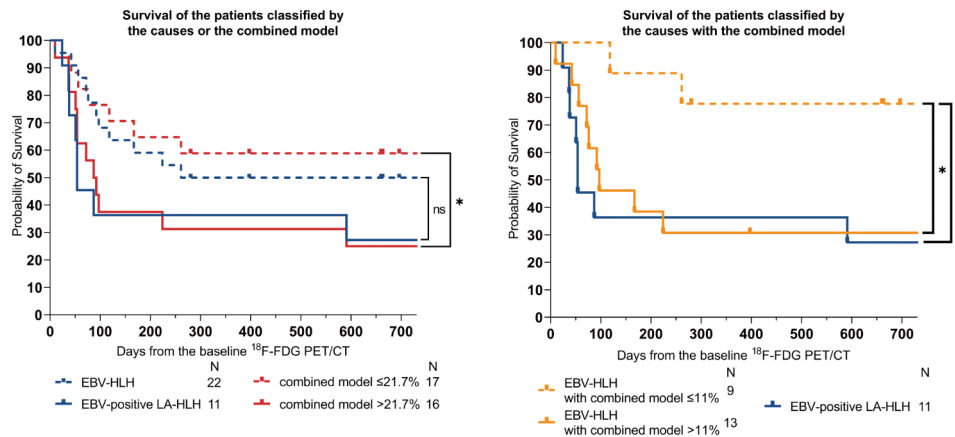 Survival of the patients classified by
the causes or the combined model
100
90
80
70
60
50
40
30
20
10
0
Probability of Survival
0 100 200 300 400 500 600 700
Days from the baseline ¹⁸F-FDG PET/CT
ns
*
N
N
EBV-HLH 22
combined model ≤21.7% 17
EBV-positive LA-HLH 11
combined model >21.7% 16
Survival of the patients classified by
the causes with the combined model
100
90
80
70
60
50
40
30
20
10
0
Probability of Survival
0 100 200 300 400 500 600 700
Days from the baseline ¹⁸F-FDG PET/CT
*
N
N
EBV-HLH
with combined model ≤11% 9
EBV-HLH
with combined model >11% 13
EBV-positive LA-HLH 11